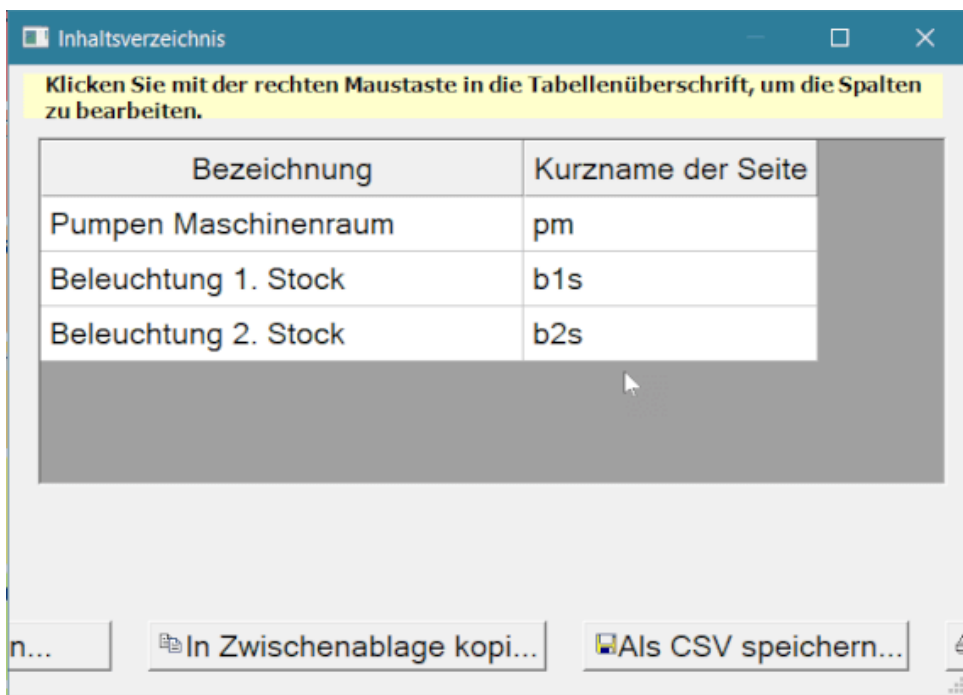 Inhaltsverzeichnis
Klicken Sie mit der rechten Maustaste in die Tabellenüberschrift, um die Spalten
zu bearbeiten.
Bezeichnung Kurzname der Seite
Pumpen Maschinenraum pm
Beleuchtung 1. Stock b1s
Beleuchtung 2. Stock b2s
n... In Zwischenablage kopi... Als CSV speichern...